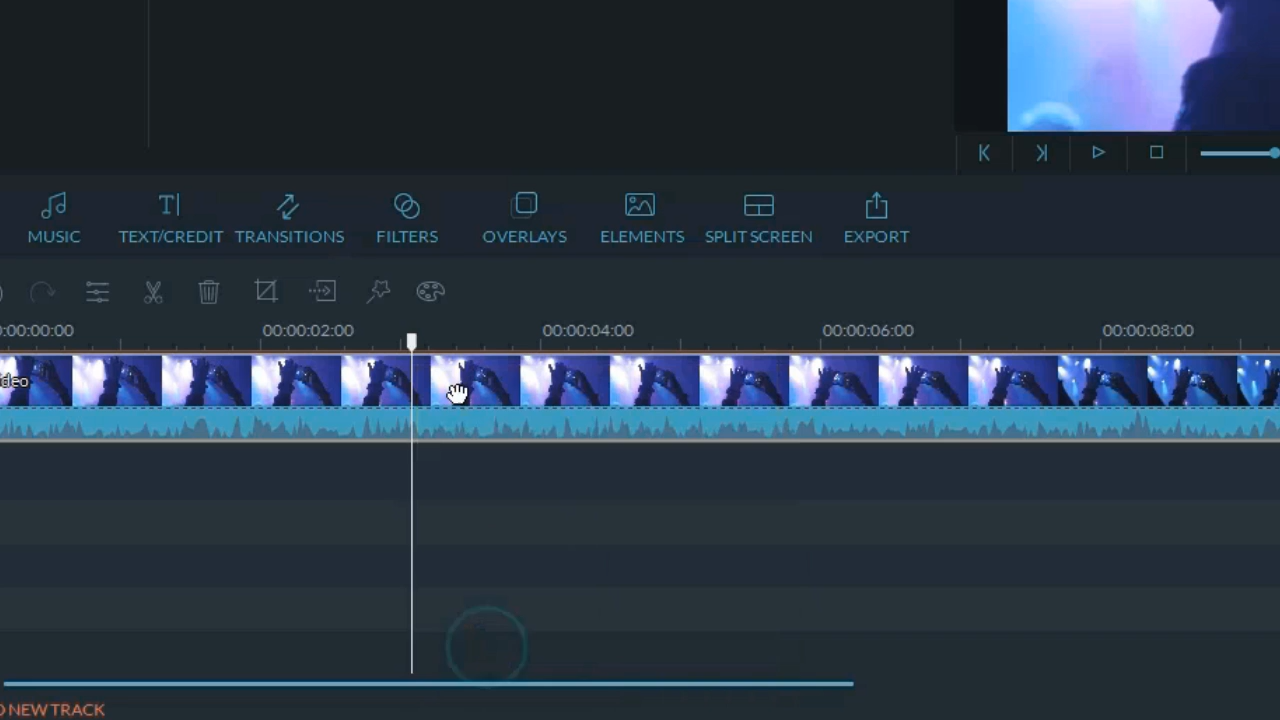 MUSIC TEXT/CREDIT TRANSITIONS FILTERS OVERLAYS ELEMENTS SPLIT SCREEN EXPORT
:00:00:00 00:00:02:00 00:00:04:00 00:00:06:00 00:00:08:00
deo
NEW TRACK